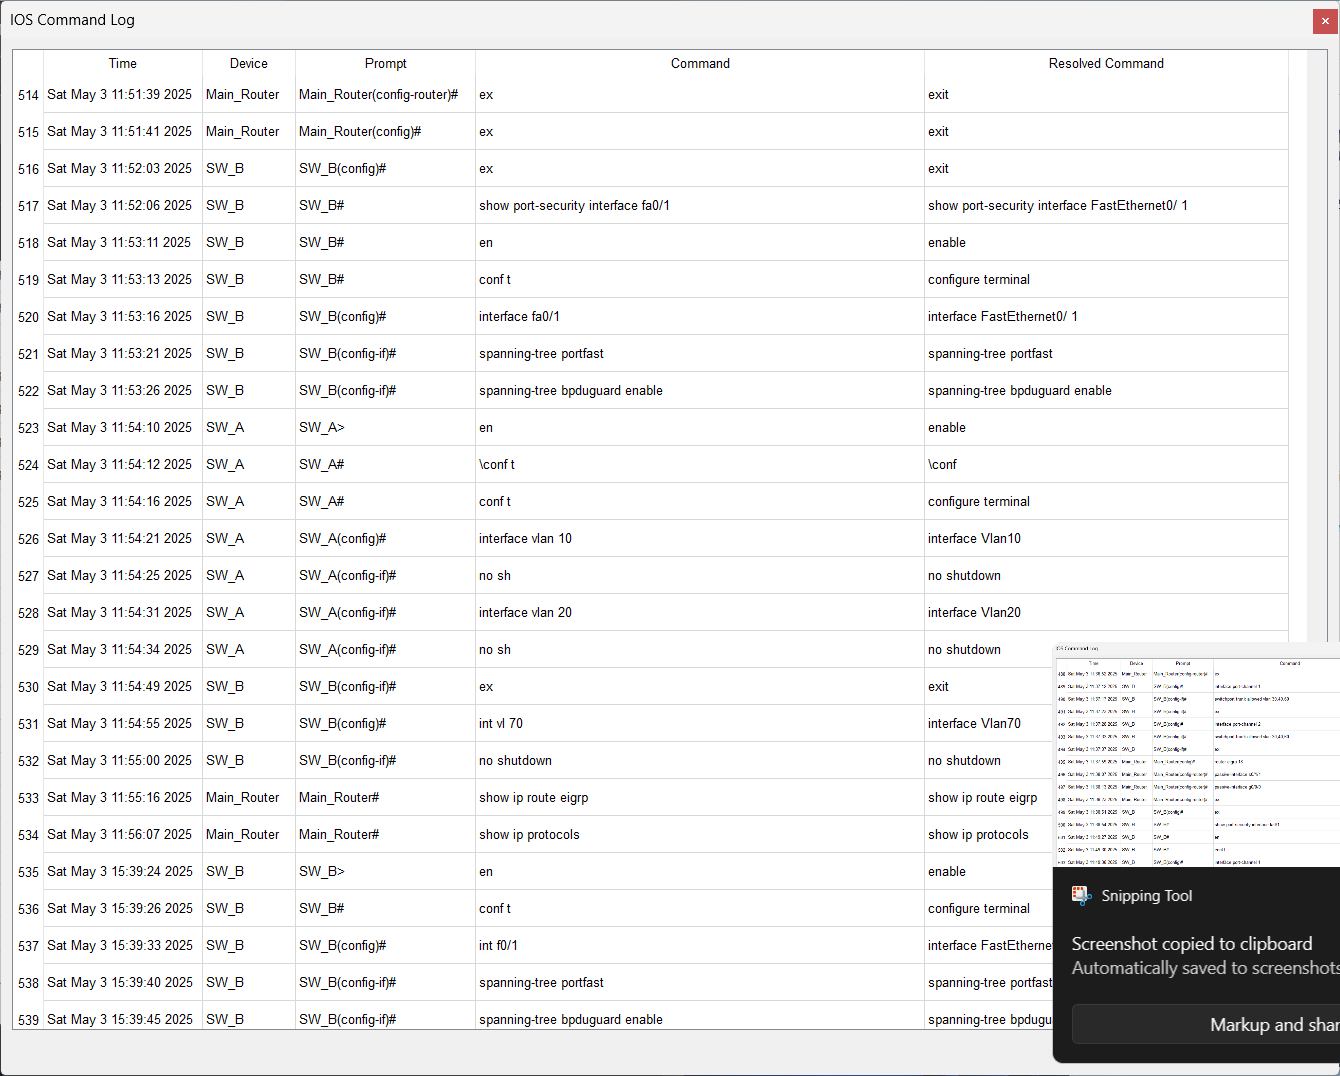 IOS Command Log
Time Device Prompt Command Resolved Command
514 Sat May 3 11:51:39 2025 Main_Router Main_Router(config-router)# ex exit
515 Sat May 3 11:51:41 2025 Main_Router Main_Router(config)# ex exit
516 Sat May 3 11:52:03 2025 SW_B SW_B(config)# ex exit
517 Sat May 3 11:52:06 2025 SW_B SW_B# show port-security interface fa0/1 show port-security interface FastEthernet0/ 1
518 Sat May 3 11:53:11 2025 SW_B SW_B# en enable
519 Sat May 3 11:53:13 2025 SW_B SW_B# conf t configure terminal
520 Sat May 3 11:53:16 2025 SW_B SW_B(config)# interface fa0/1 interface FastEthernet0/ 1
521 Sat May 3 11:53:21 2025 SW_B SW_B(config-if)# spanning-tree portfast spanning-tree portfast
522 Sat May 3 11:53:26 2025 SW_B SW_B(config-if)# spanning-tree bpduguard enable spanning-tree bpduguard enable
523 Sat May 3 11:54:10 2025 SW_A SW_A> en enable
524 Sat May 3 11:54:12 2025 SW_A SW_A# \conf t \conf
525 Sat May 3 11:54:16 2025 SW_A SW_A# conf t configure terminal
526 Sat May 3 11:54:21 2025 SW_A SW_A(config)# interface vlan 10 interface Vlan10
527 Sat May 3 11:54:25 2025 SW_A SW_A(config-if)# no sh no shutdown
528 Sat May 3 11:54:31 2025 SW_A SW_A(config-if)# interface vlan 20 interface Vlan20
529 Sat May 3 11:54:34 2025 SW_A SW_A(config-if)# no sh no shutdown
530 Sat May 3 11:54:49 2025 SW_B SW_B(config-if)# ex exit
531 Sat May 3 11:54:55 2025 SW_B SW_B(config)# int vl 70 interface Vlan70
532 Sat May 3 11:55:00 2025 SW_B SW_B(config-if)# no shutdown no shutdown
533 Sat May 3 11:55:16 2025 Main_Router Main_Router# show ip route eigrp show ip route eigrp
534 Sat May 3 11:56:07 2025 Main_Router Main_Router# show ip protocols show ip protocols
535 Sat May 3 15:39:24 2025 SW_B SW_B> en enable
536 Sat May 3 15:39:26 2025 SW_B SW_B# conf t configure terminal
537 Sat May 3 15:39:33 2025 SW_B SW_B(config)# int f0/1 interface FastEthernet
538 Sat May 3 15:39:40 2025 SW_B SW_B(config-if)# spanning-tree portfast spanning-tree portfast
539 Sat May 3 15:39:45 2025 SW_B SW_B(config-if)# spanning-tree bpduguard enable spanning-tree bpdugu
IOS Command Log
Time Device Prompt Command
Snipping Tool
Screenshot copied to clipboard
Automatically saved to screenshots
Markup and shar